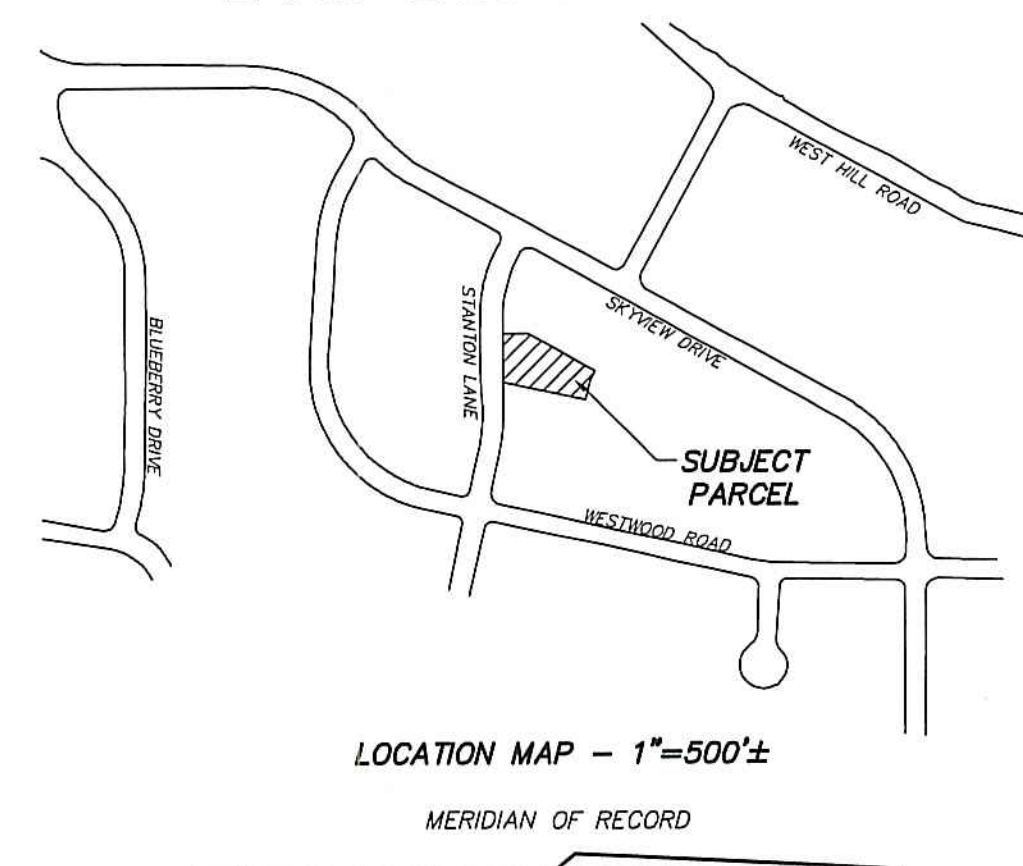 WEST HILL ROAD
STANTON LANE
SKYVIEW DRIVE
BLUEBERRY DRIVE
SUBJECT
PARCEL
WESTWOOD ROAD
LOCATION MAP – 1"=500'±
MERIDIAN OF RECORD